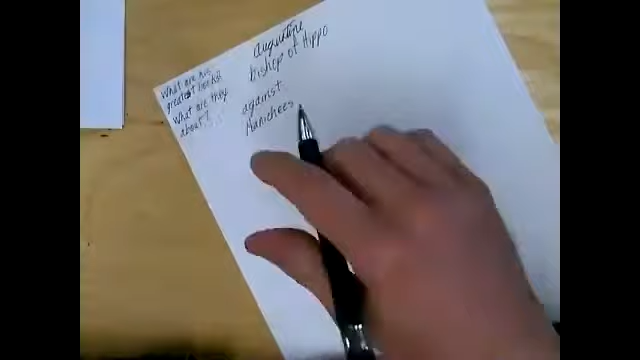 Augustine
bishop of Hippo
against
Manichees
What are his
greatest books?
What are they
about?